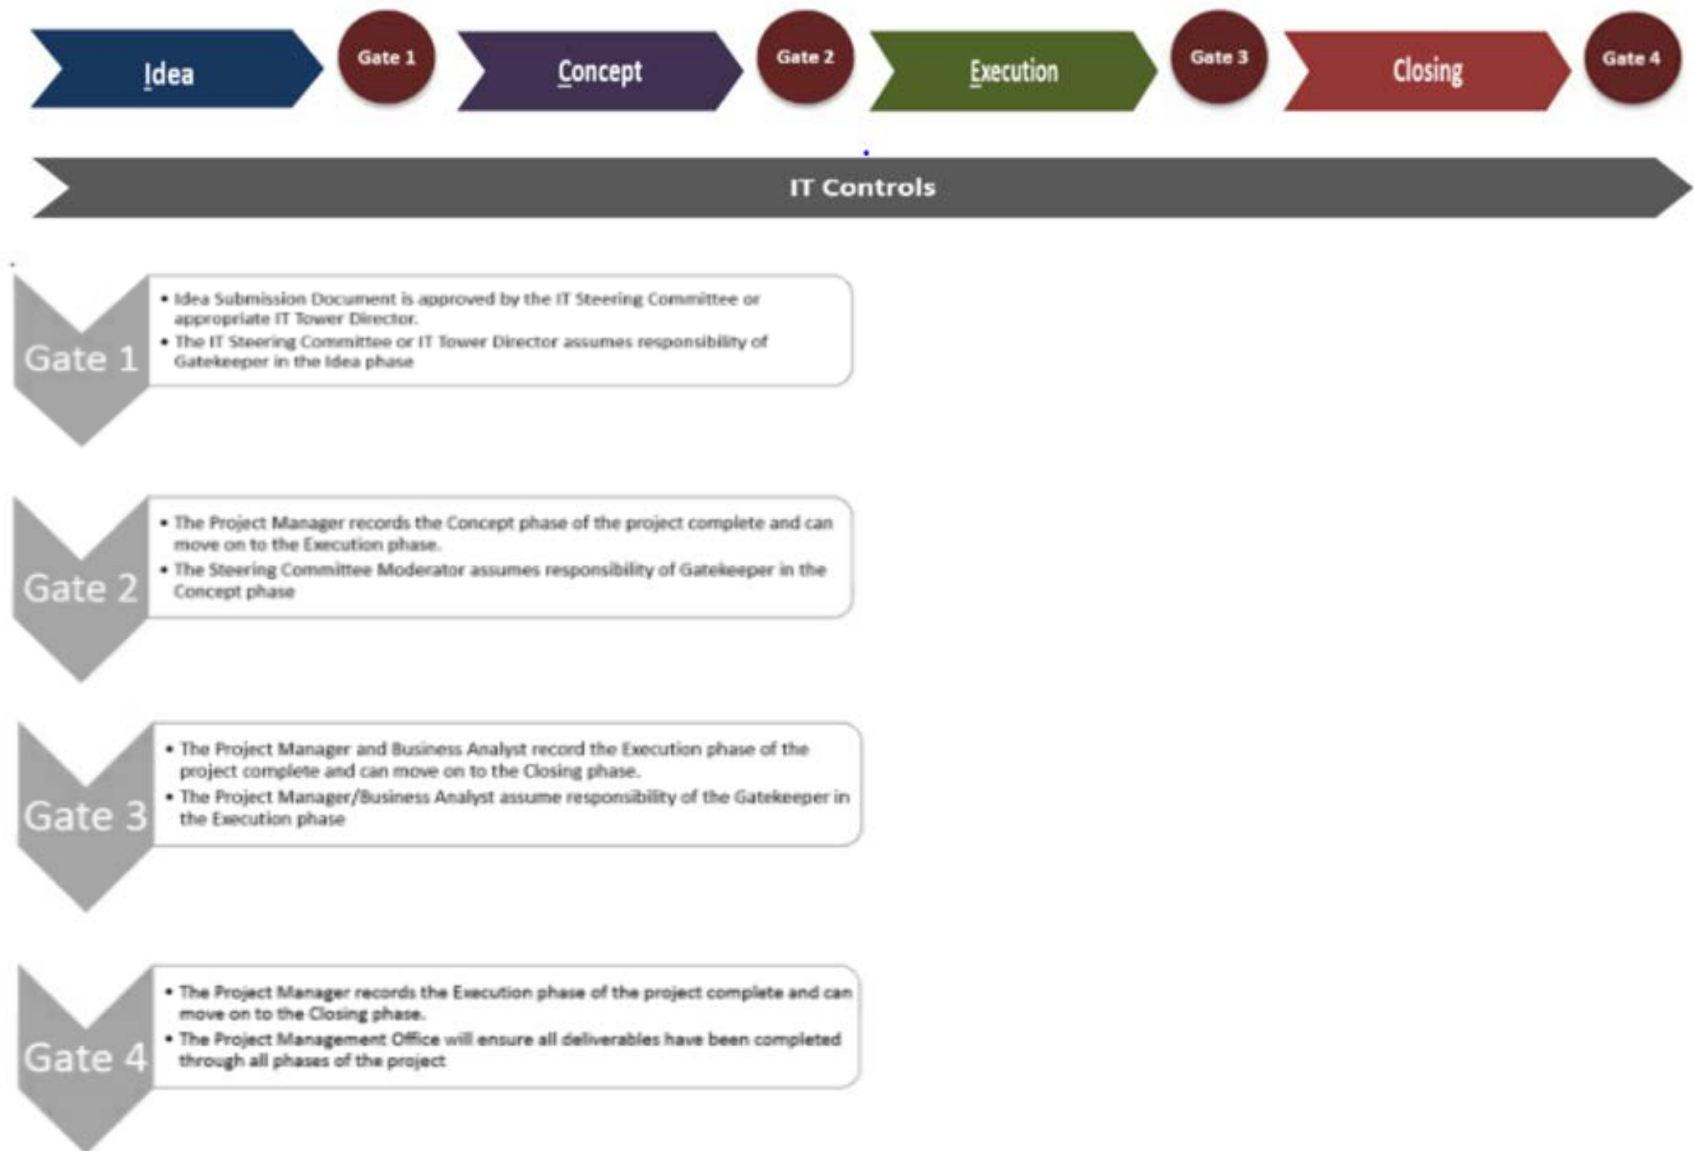 Idea
Gate 1
Concept
Gate 2
Execution
Gate 3
Closing
Gate 4
IT Controls
Gate 1
• Idea Submission Document is approved by the IT Steering Committee or
appropriate IT Tower Director.
• The IT Steering Committee or IT Tower Director assumes responsibility of
Gatekeeper in the Idea phase
Gate 2
• The Project Manager records the Concept phase of the project complete and can
move on to the Execution phase.
• The Steering Committee Moderator assumes responsibility of Gatekeeper in the
Concept phase
Gate 3
• The Project Manager and Business Analyst record the Execution phase of the
project complete and can move on to the Closing phase.
• The Project Manager/Business Analyst assume responsibility of the Gatekeeper in
the Execution phase
Gate 4
• The Project Manager records the Execution phase of the project complete and can
move on to the Closing phase.
• The Project Management Office will ensure all deliverables have been completed
through all phases of the project